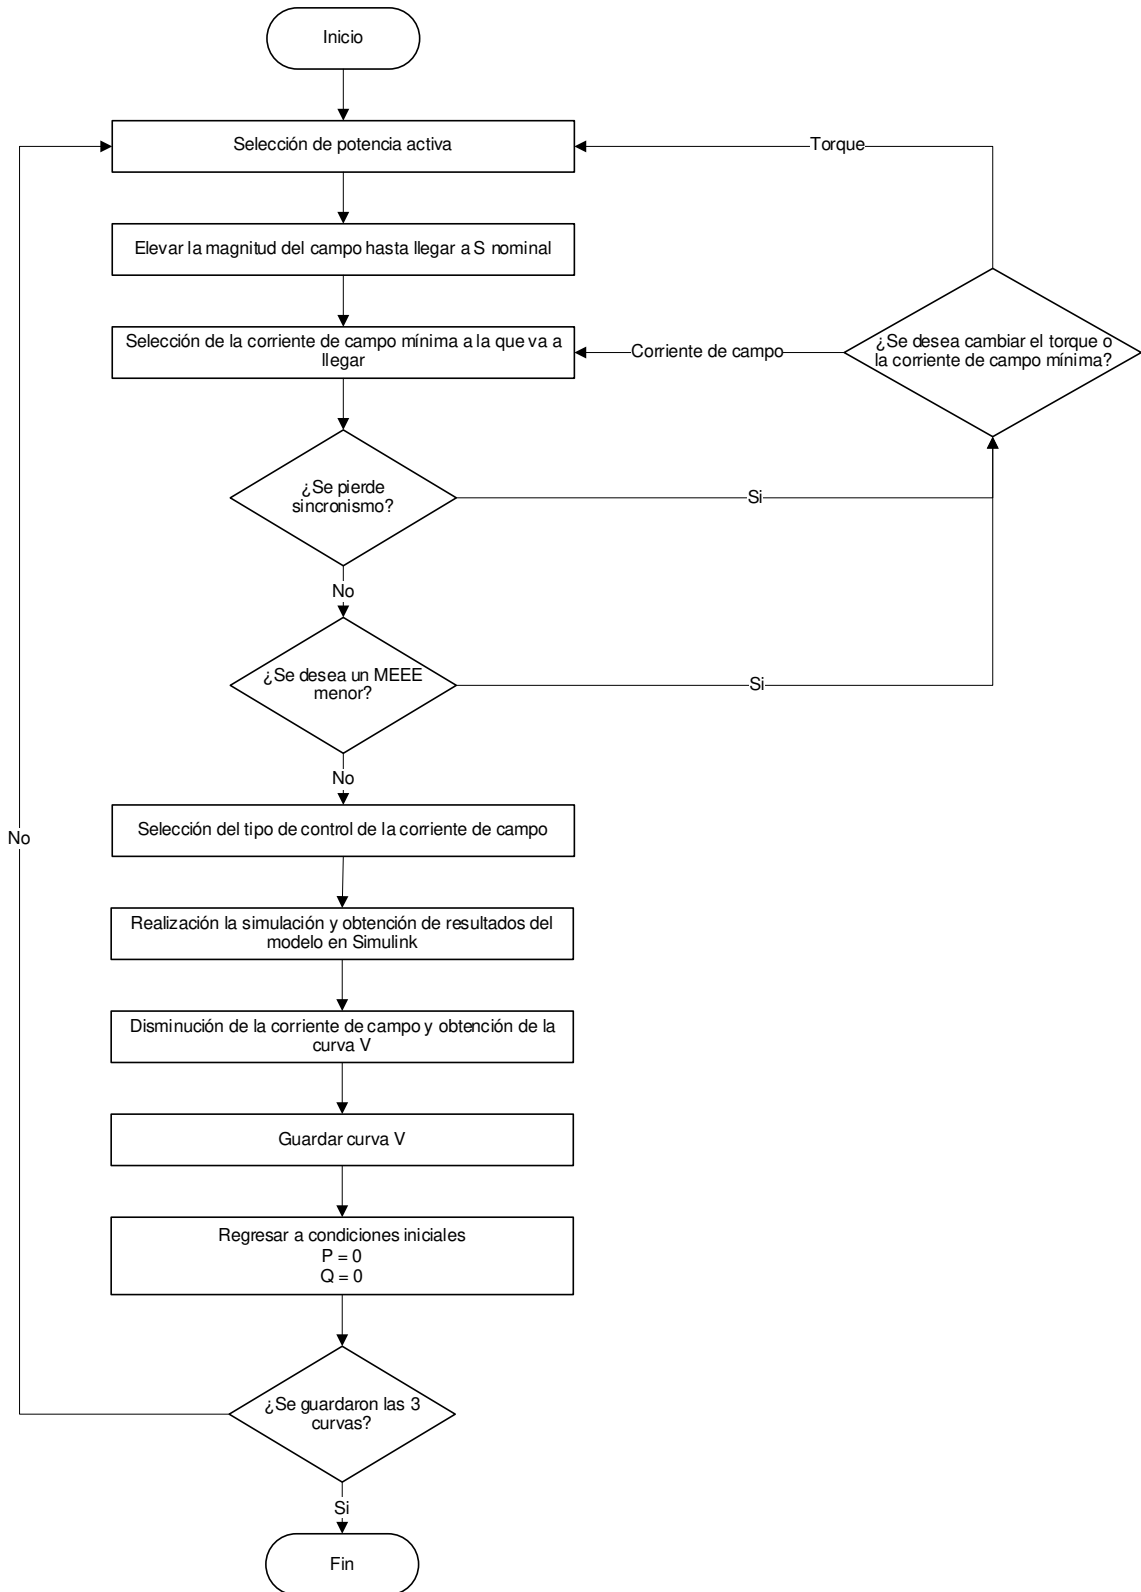 Inicio
Selección de potencia activa
Torque
Elevar la magnitud del campo hasta llegar a S nominal
Selección de la corriente de campo mínima a la que va a
llegar
Corriente de campo
¿Se desea cambiar el torque o
la corriente de campo mínima?
¿Se pierde
sincronismo?
Si
No
¿Se desea un MEEE
menor?
Si
No
Selección del tipo de control de la corriente de campo
No
Realización la simulación y obtención de resultados del
modelo en Simulink
Disminución de la corriente de campo y obtención de la
curva V
Guardar curva V
Regresar a condiciones iniciales
P = 0
Q = 0
¿Se guardaron las 3
curvas?
Si
Fin